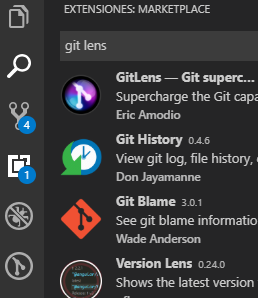 EXTENSIONES: MARKETPLACE
git lens
GitLens — Git superc...
Supercharge the Git capa
Eric Amodio
Git History 0.4.6
View git log, file history,
Don Jayamanne
4
1
Git Blame 3.0.1
See git blame informatio
Wade Anderson
Version Lens 0.24.0
Shows the latest version